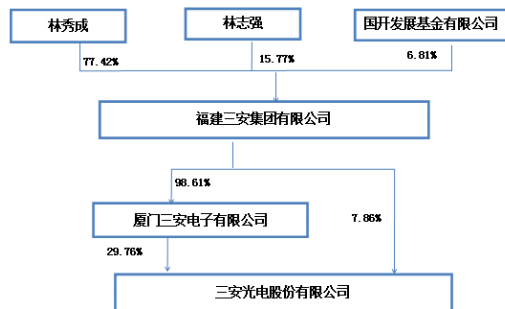 林秀成
林志强
国开发展基金有限公司
77.42%
15.77%
6.81%
福建三安集团有限公司
98.61%
厦门三安电子有限公司
7.86%
29.76%
三安光电股份有限公司